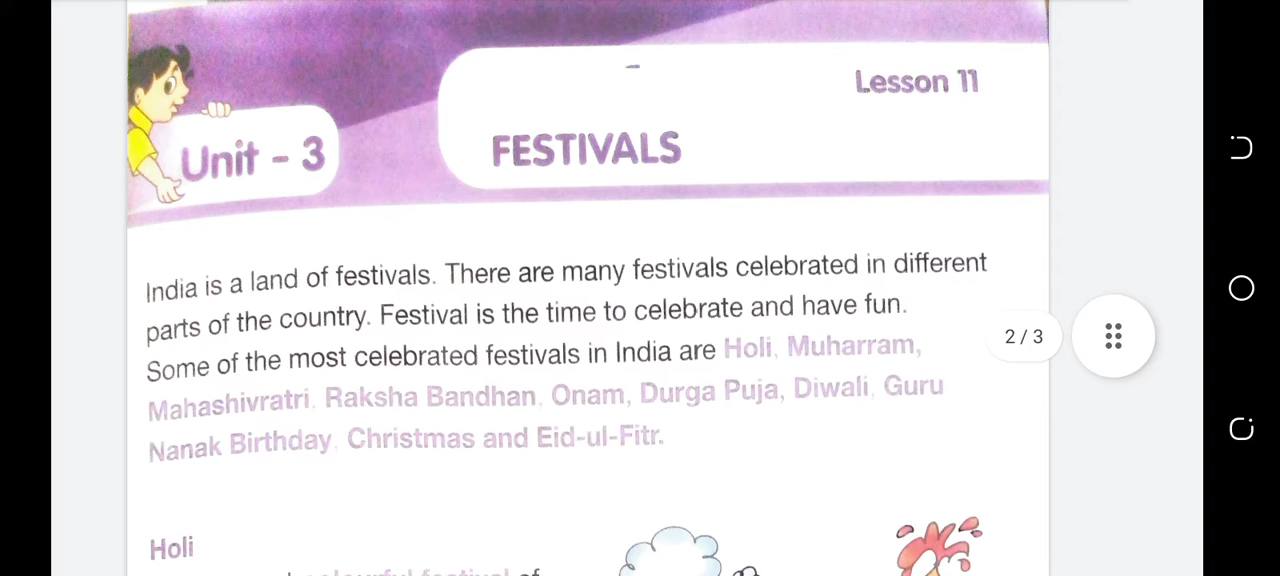 Lesson 11
Unit - 3
FESTIVALS
India is a land of festivals. There are many festivals celebrated in different
parts of the country. Festival is the time to celebrate and have fun.
Some of the most celebrated festivals in India are Holi, Muharram,
Mahashivratri, Raksha Bandhan, Onam, Durga Puja, Diwali, Guru
Nanak Birthday, Christmas and Eid-ul-Fitr.
2 / 3
Holi
colourful festival of